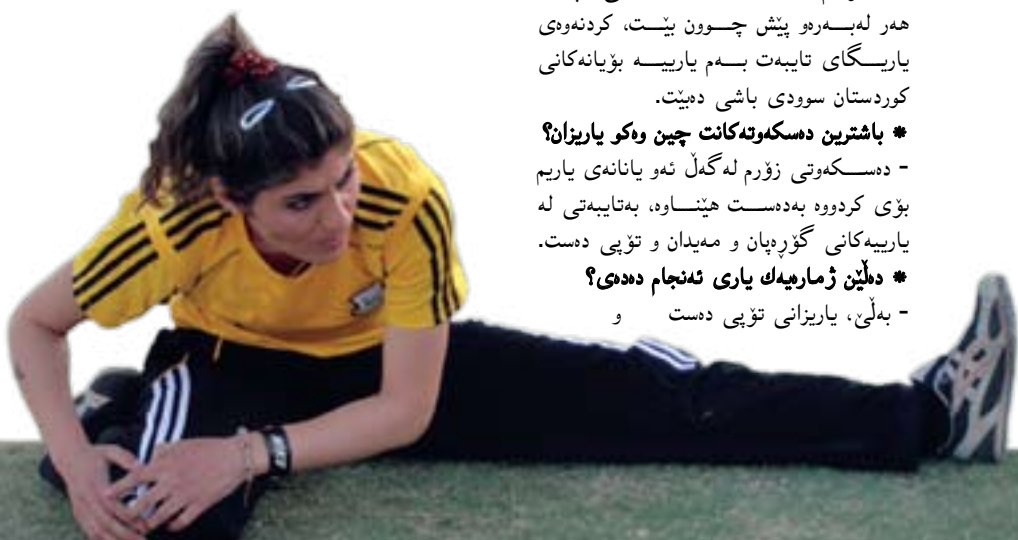 هەر لەبەرەو پێش چوون بێت، کردنەوەی
یاریگای تایبەت بەم یارییە بۆیانەکانی
کوردستان سوودی باشی دەبێت.
* باشترین دەسکەوتەکانت چین وەکو یاریزان؟
- دەسکەوتی زۆرم لەگەڵ ئەو یانانەی یاریم
بۆی کردووە بەدەست هێناوە، بەتایبەتی لە
یارییەکانی گۆڕەپان و مەیدان و تۆپی دەست.
* دەڵێن ژمارەیەك یاری ئەنجام دەدەی؟
- بەڵێ، یاریزانی تۆپی دەست و